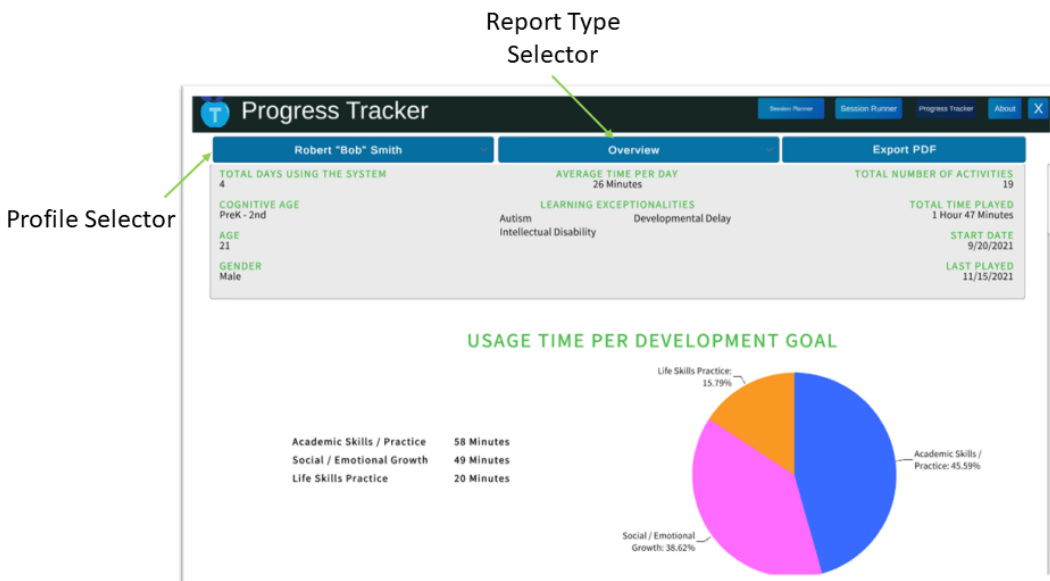 Report Type
Selector
T
Progress Tracker
Session Planner
Session Runner
Progress Tracker
About
X
Robert "Bob" Smith
Overview
Export PDF
Profile Selector
TOTAL DAYS USING THE SYSTEM
4
COGNITIVE AGE
PreK - 2nd
AGE
21
GENDER
Male
AVERAGE TIME PER DAY
26 Minutes
LEARNING EXCEPTIONALITIES
Autism Developmental Delay
Intellectual Disability
TOTAL NUMBER OF ACTIVITIES
19
TOTAL TIME PLAYED
1 Hour 47 Minutes
START DATE
9/20/2021
LAST PLAYED
11/15/2021
USAGE TIME PER DEVELOPMENT GOAL
Academic Skills / Practice 58 Minutes
Social / Emotional Growth 49 Minutes
Life Skills Practice 20 Minutes
Life Skills Practice:
15.79%
Academic Skills /
Practice: 45.59%
Social / Emotional
Growth: 38.62%